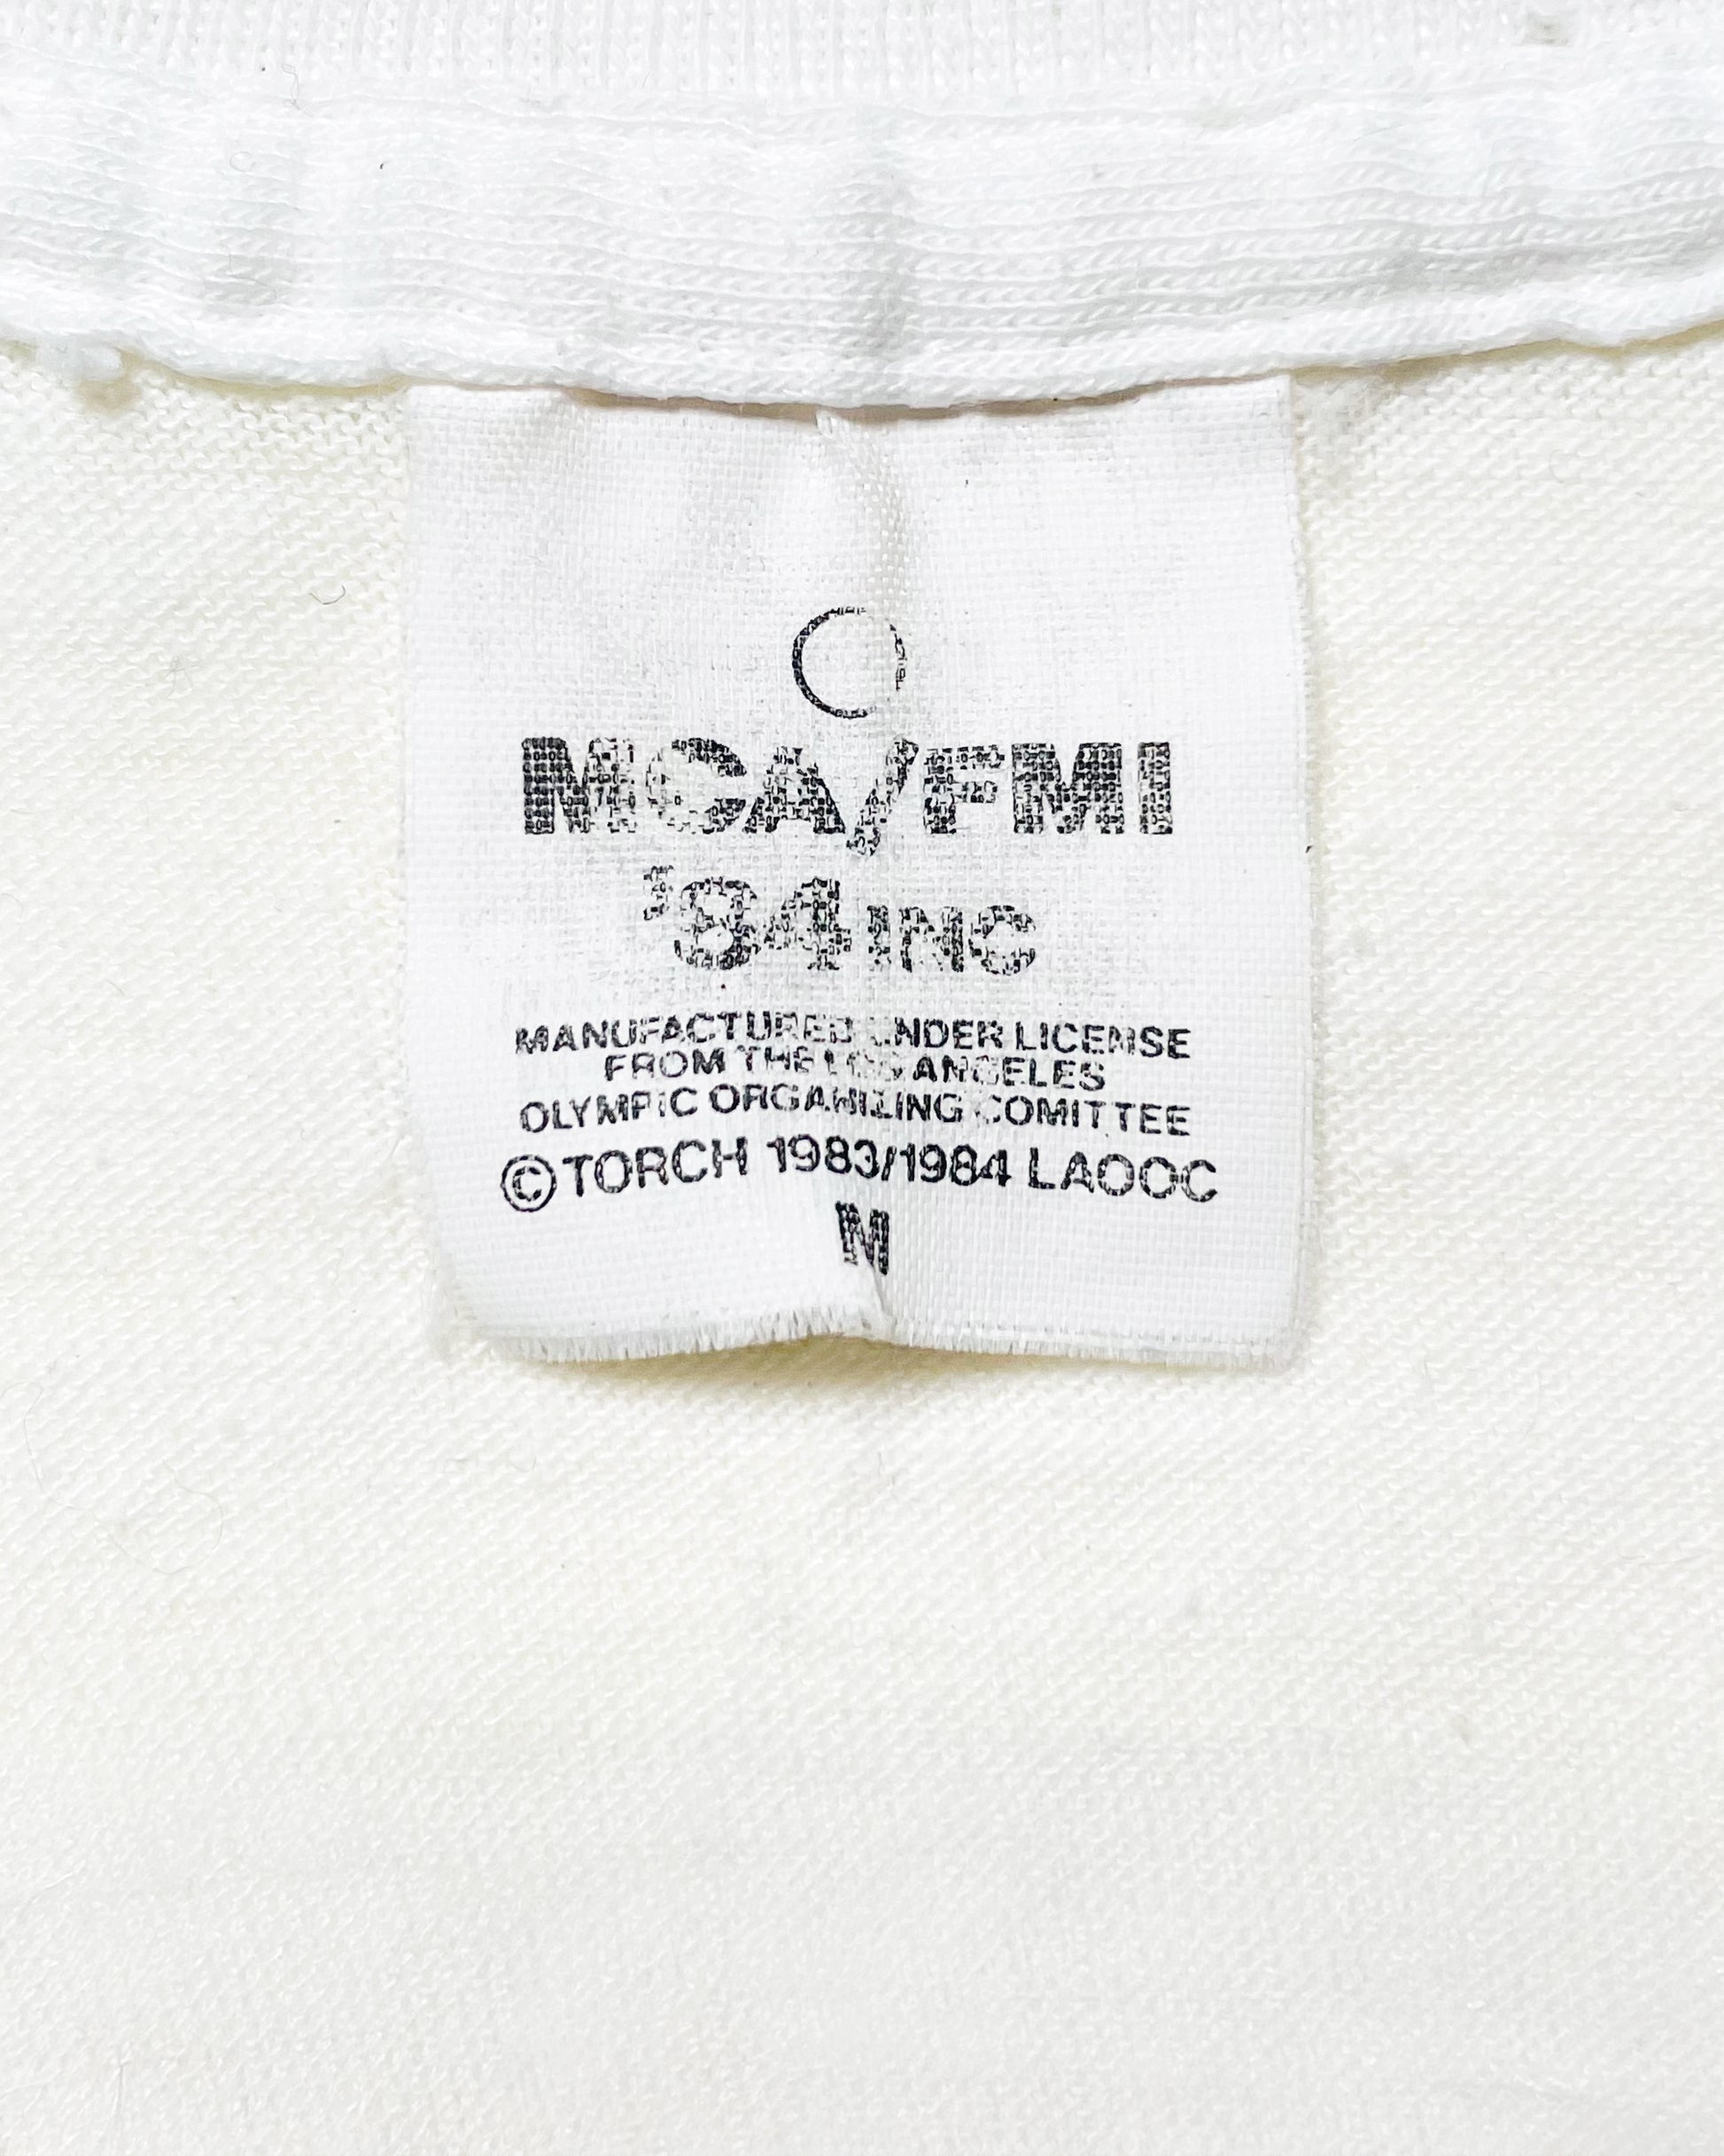 MCA/FMI
'84 INC
MANUFACTURED UNDER LICENSE
FROM THE LOS ANGELES
OLYMPIC ORGANIZING COMITTEE
©TORCH 1983/1984 LAOOC
M